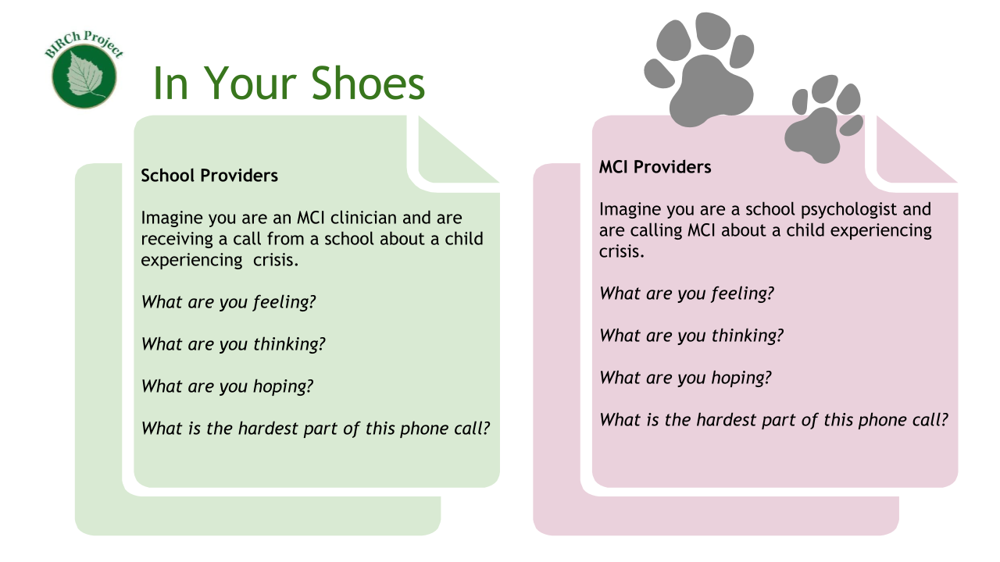 BIRCh Project
In Your Shoes
School Providers
Imagine you are an MCI clinician and are
receiving a call from a school about a child
experiencing  crisis.
What are you feeling?
What are you thinking?
What are you hoping?
What is the hardest part of this phone call?
MCI Providers
Imagine you are a school psychologist and
are calling MCI about a child experiencing
crisis.
What are you feeling?
What are you thinking?
What are you hoping?
What is the hardest part of this phone call?